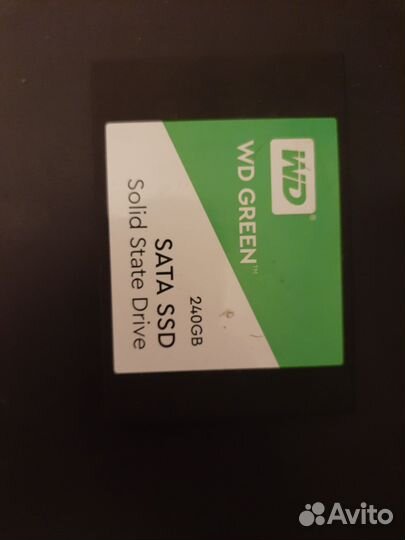 WD®
WD GREEN™
240GB
SATA SSD
Solid State Drive
Avito